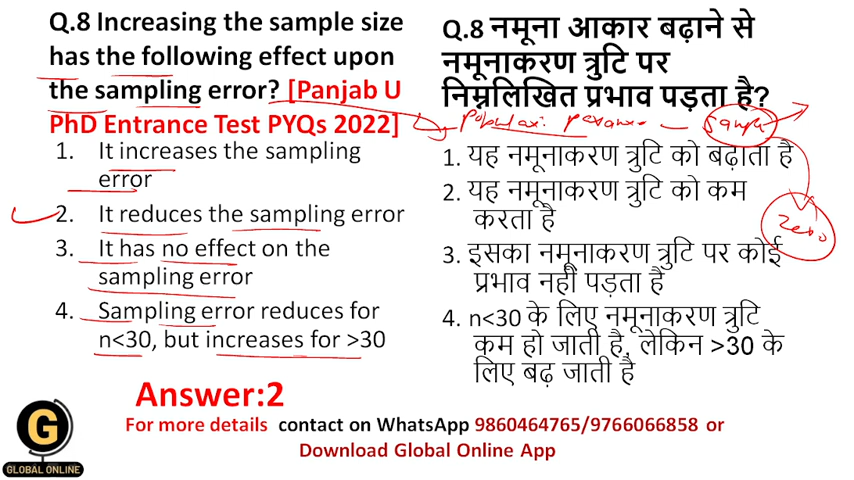 Q.8 Increasing the sample size
has the following effect upon
the sampling error? [Panjab U
PhD Entrance Test PYQs 2022]
1. It increases the sampling
error
2. It reduces the sampling error
3. It has no effect on the
sampling error
4. Sampling error reduces for
n<30, but increases for >30
Q.8 नमूना आकार बढ़ाने से
नमूनाकरण त्रुटि पर
निम्नलिखित प्रभाव पड़ता है?
1. यह नमूनाकरण त्रुटि को बढ़ाता है
2. यह नमूनाकरण त्रुटि को कम
करता है
3. इसका नमूनाकरण त्रुटि पर कोई
प्रभाव नहीं पड़ता है
4. n<30 के लिए नमूनाकरण त्रुटि
कम हो जाती है, लेकिन >30 के
लिए बढ़ जाती है
Zero
Answer:2
For more details contact on WhatsApp 9860464765/9766066858 or
Download Global Online App
G
GLOBAL ONLINE